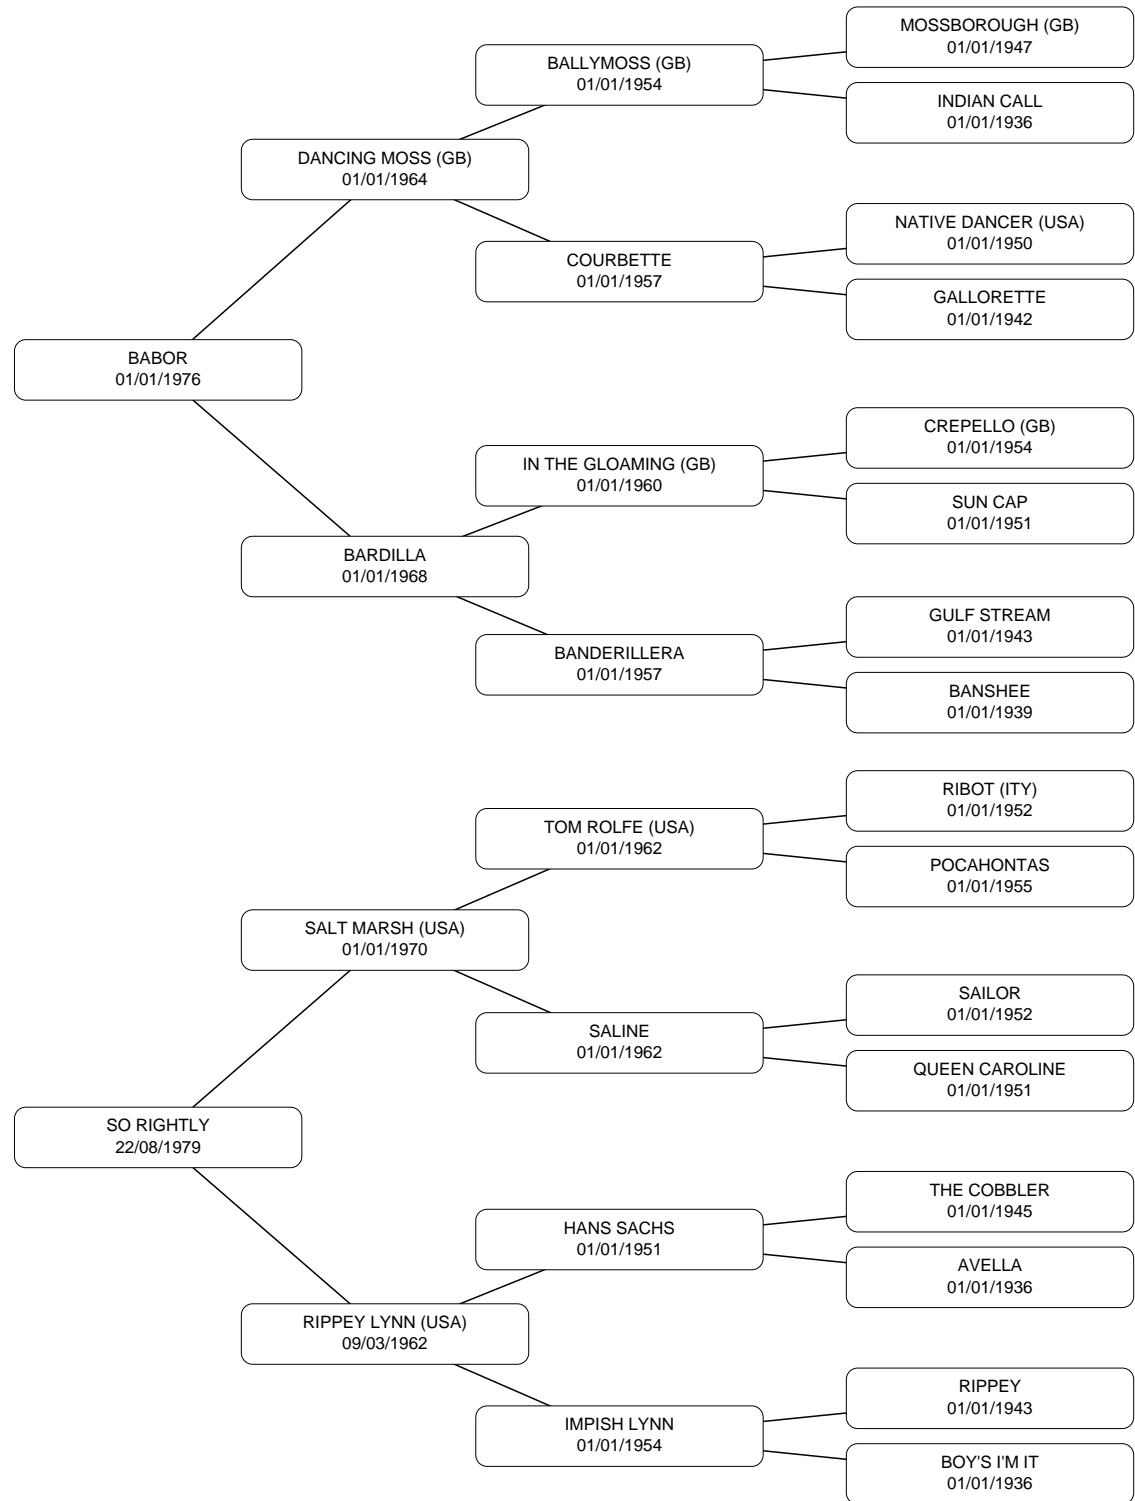 MOSSBOROUGH (GB)
01/01/1947
BALLYMOSS (GB)
01/01/1954
INDIAN CALL
01/01/1936
DANCING MOSS (GB)
01/01/1964
NATIVE DANCER (USA)
01/01/1950
COURBETTE
01/01/1957
GALLORETTE
01/01/1942
BABOR
01/01/1976
CREPELLO (GB)
01/01/1954
IN THE GLOAMING (GB)
01/01/1960
SUN CAP
01/01/1951
BARDILLA
01/01/1968
GULF STREAM
01/01/1943
BANDERILLERA
01/01/1957
BANSHEE
01/01/1939
RIBOT (ITY)
01/01/1952
TOM ROLFE (USA)
01/01/1962
POCAHONTAS
01/01/1955
SALT MARSH (USA)
01/01/1970
SAILOR
01/01/1952
SALINE
01/01/1962
QUEEN CAROLINE
01/01/1951
SO RIGHTLY
22/08/1979
THE COBBLER
01/01/1945
HANS SACHS
01/01/1951
AVELLA
01/01/1936
RIPPEY LYNN (USA)
09/03/1962
RIPPEY
01/01/1943
IMPISH LYNN
01/01/1954
BOY'S I'M IT
01/01/1936